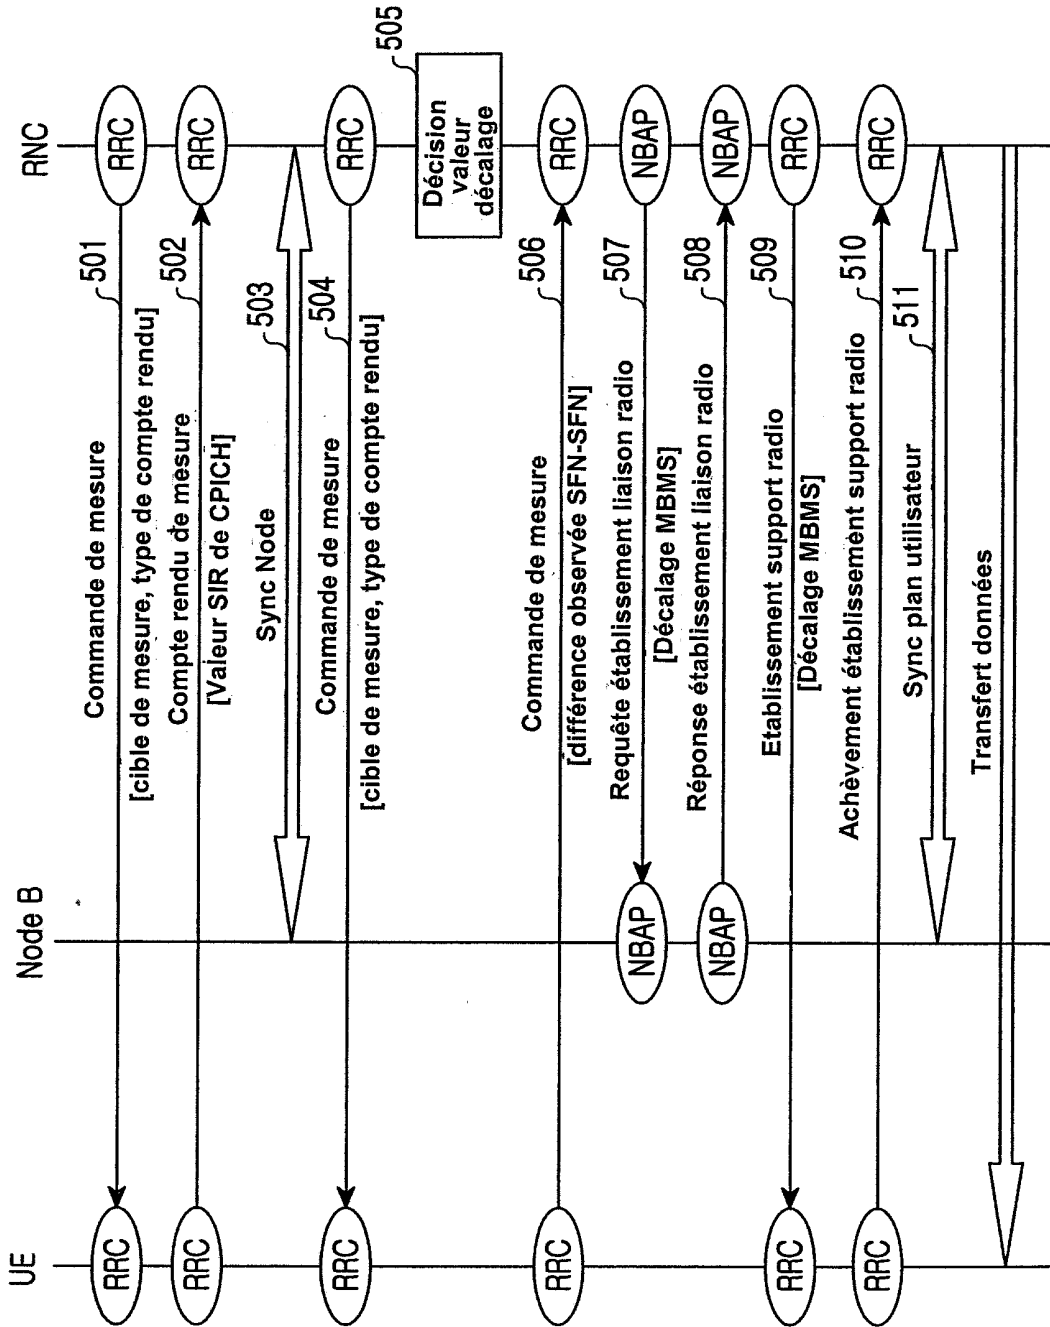 UE
Node B
RNC
RRC
Commande de mesure
501
RRC
[cible de mesure, type de compte rendu]
RRC
Compte rendu de mesure
502
RRC
[Valeur SIR de CPICH]
Sync Node
503
RRC
Commande de mesure
504
RRC
[cible de mesure, type de compte rendu]
505
Décision
valeur
décalage
RRC
Commande de mesure
506
RRC
[différence observée SFN-SFN]
NBAP
Requête établissement liaison radio
507
NBAP
[Décalage MBMS]
NBAP
Réponse établissement liaison radio
508
NBAP
RRC
Etablissement support radio
509
RRC
[Décalage MBMS]
RRC
Achèvement établissement support radio
510
RRC
Sync plan utilisateur
511
Transfert données